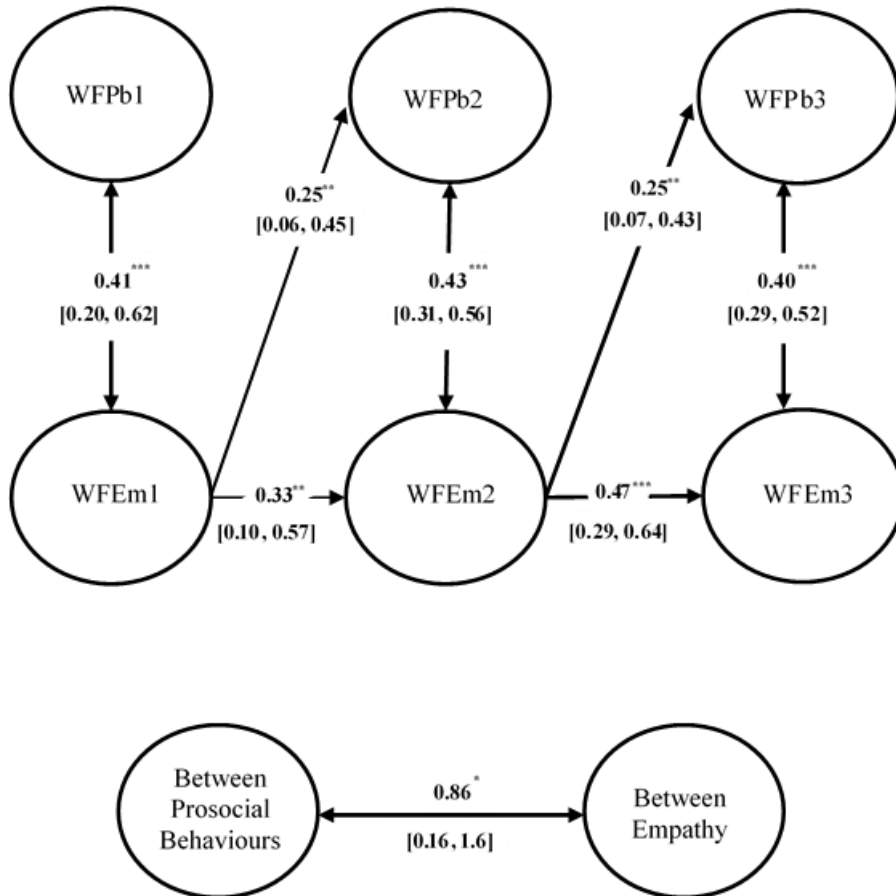 WFPb1
WFPb2
WFPb3
0.25**
[0.06, 0.45]
0.25**
[0.07, 0.43]
0.41***
[0.20, 0.62]
0.43***
[0.31, 0.56]
0.40***
[0.29, 0.52]
WFEm1
0.33**
[0.10, 0.57]
WFEm2
0.47***
[0.29, 0.64]
WFEm3
Between
Prosocial
Behaviours
0.86*
[0.16, 1.6]
Between
Empathy